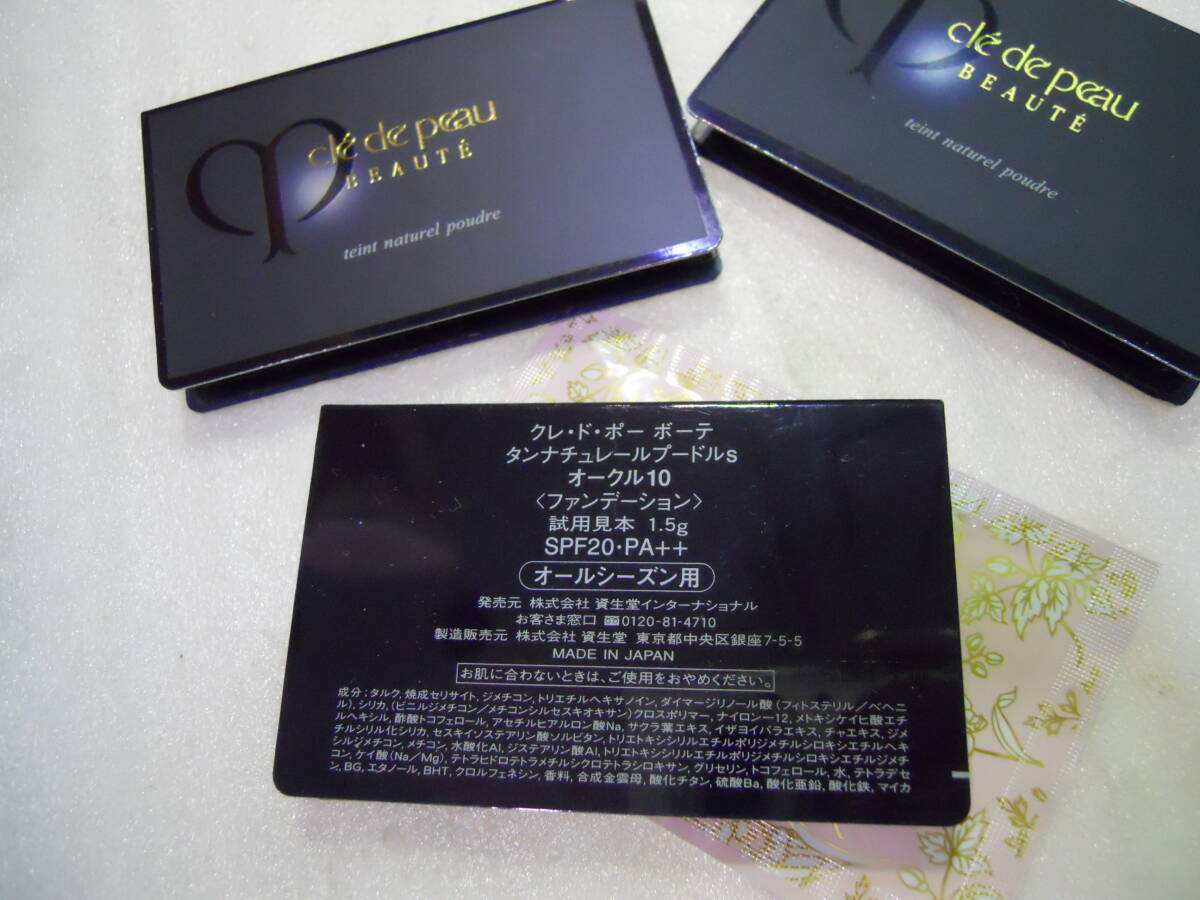 clé de peau
BEAUTÉ
teint naturel poudre
clé de peau
BEAUTÉ
teint naturel poudre
クレ・ド・ポー ボーテ
タンナチュレールプードルs
オークル10
〈ファンデーション〉
試用見本 1.5g
SPF20・PA++
オールシーズン用
発売元 株式会社 資生堂インターナショナル
お客さま窓口 0120-81-4710
製造販売元 株式会社 資生堂 東京都中央区銀座7-5-5
MADE IN JAPAN
お肌に合わないときは、ご使用をおやめください。
成分；タルク, 焼成セリサイト, ジメチコン, トリエチルヘキサノイン, ダイマージリノール酸（フィトステリル／ベヘニ
ル）, シリカ, （ビニルジメチコン／メチコンシルセスキオキサン）クロスポリマー, ナイロン−12, メトキシケイヒ酸エチ
ルヘキシル, 酢酸トコフェロール, アセチルヒアルロン酸Na, サクラ葉エキス, イザヨイバラエキス, チャエキス, ジメ
チルシリル化シリカ, セスキイソステアリン酸ソルビタン, トリエトキシシリルエチルポリジメチルシロキシエチルヘキ
シルジメチコン, メチコン, 水酸化Al, ジステアリン酸Al, トリエトキシシリルエチルポリジメチルシロキシエチルジメチ
コン, ケイ酸（Na／Mg）, テトラヒドロテトラメチルシクロテトラシロキサン, グリセリン, トコフェロール, 水, テトラデセ
ン, BG, エタノール, BHT, クロルフェネシン, 香料, 合成金雲母, 酸化チタン, 硫酸Ba, 酸化亜鉛, 酸化鉄, マイカ